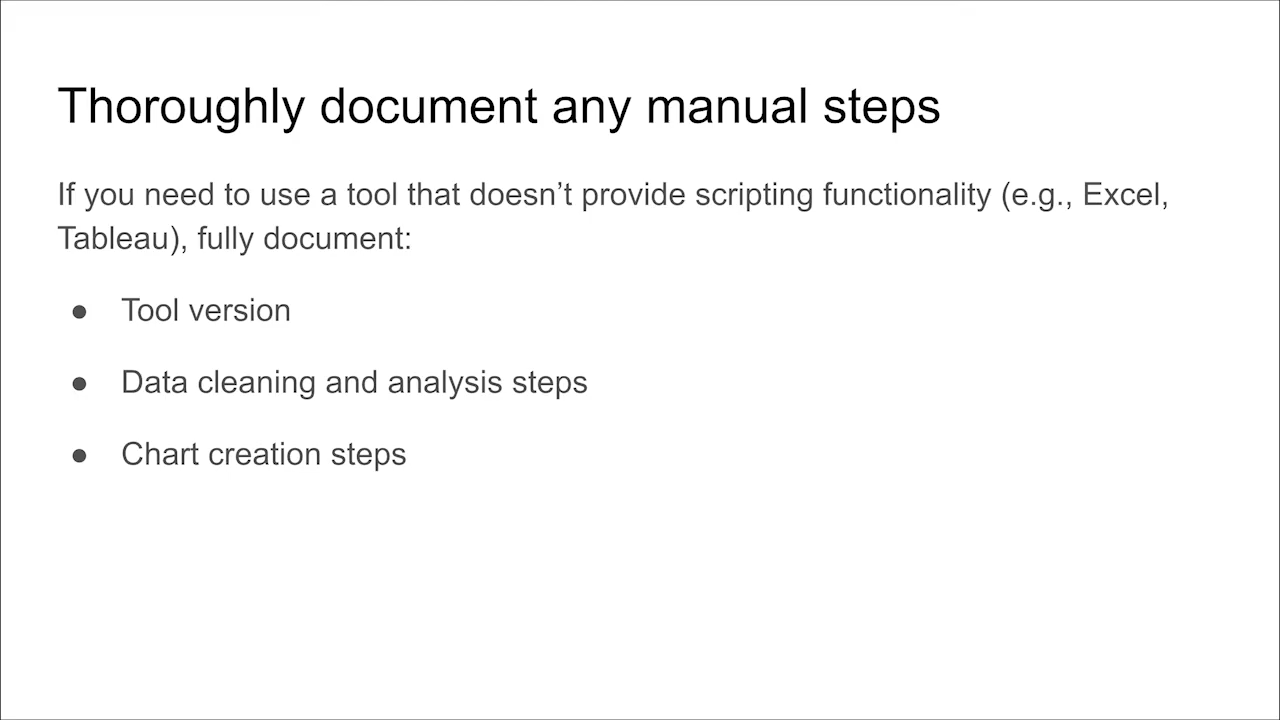 Thoroughly document any manual steps
If you need to use a tool that doesn’t provide scripting functionality (e.g., Excel,
Tableau), fully document:
● Tool version
● Data cleaning and analysis steps
● Chart creation steps